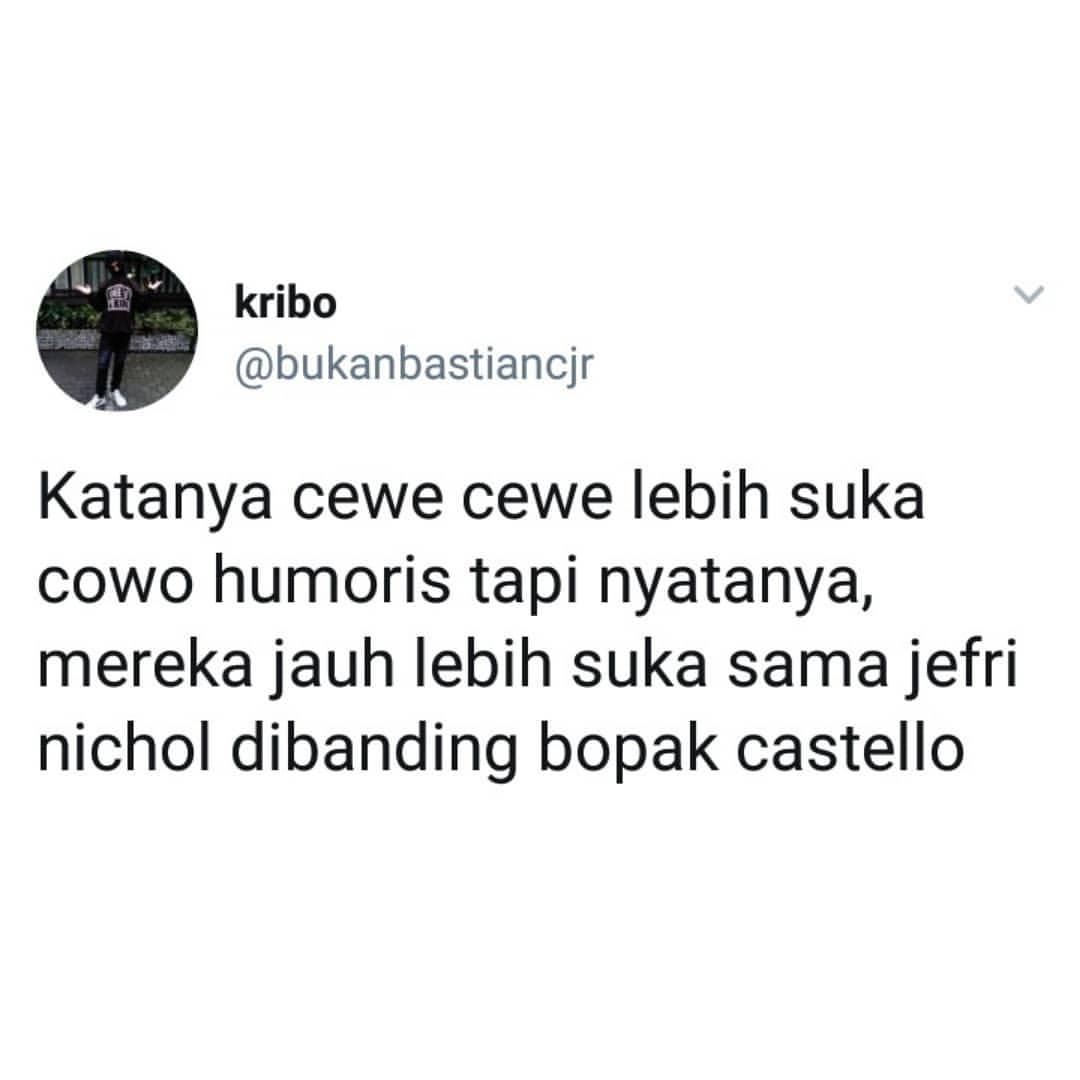 kribo
@bukanbastiancjr
Katanya cewe cewe lebih suka
cowo humoris tapi nyatanya,
mereka jauh lebih suka sama jefri
nichol dibanding bopak castello